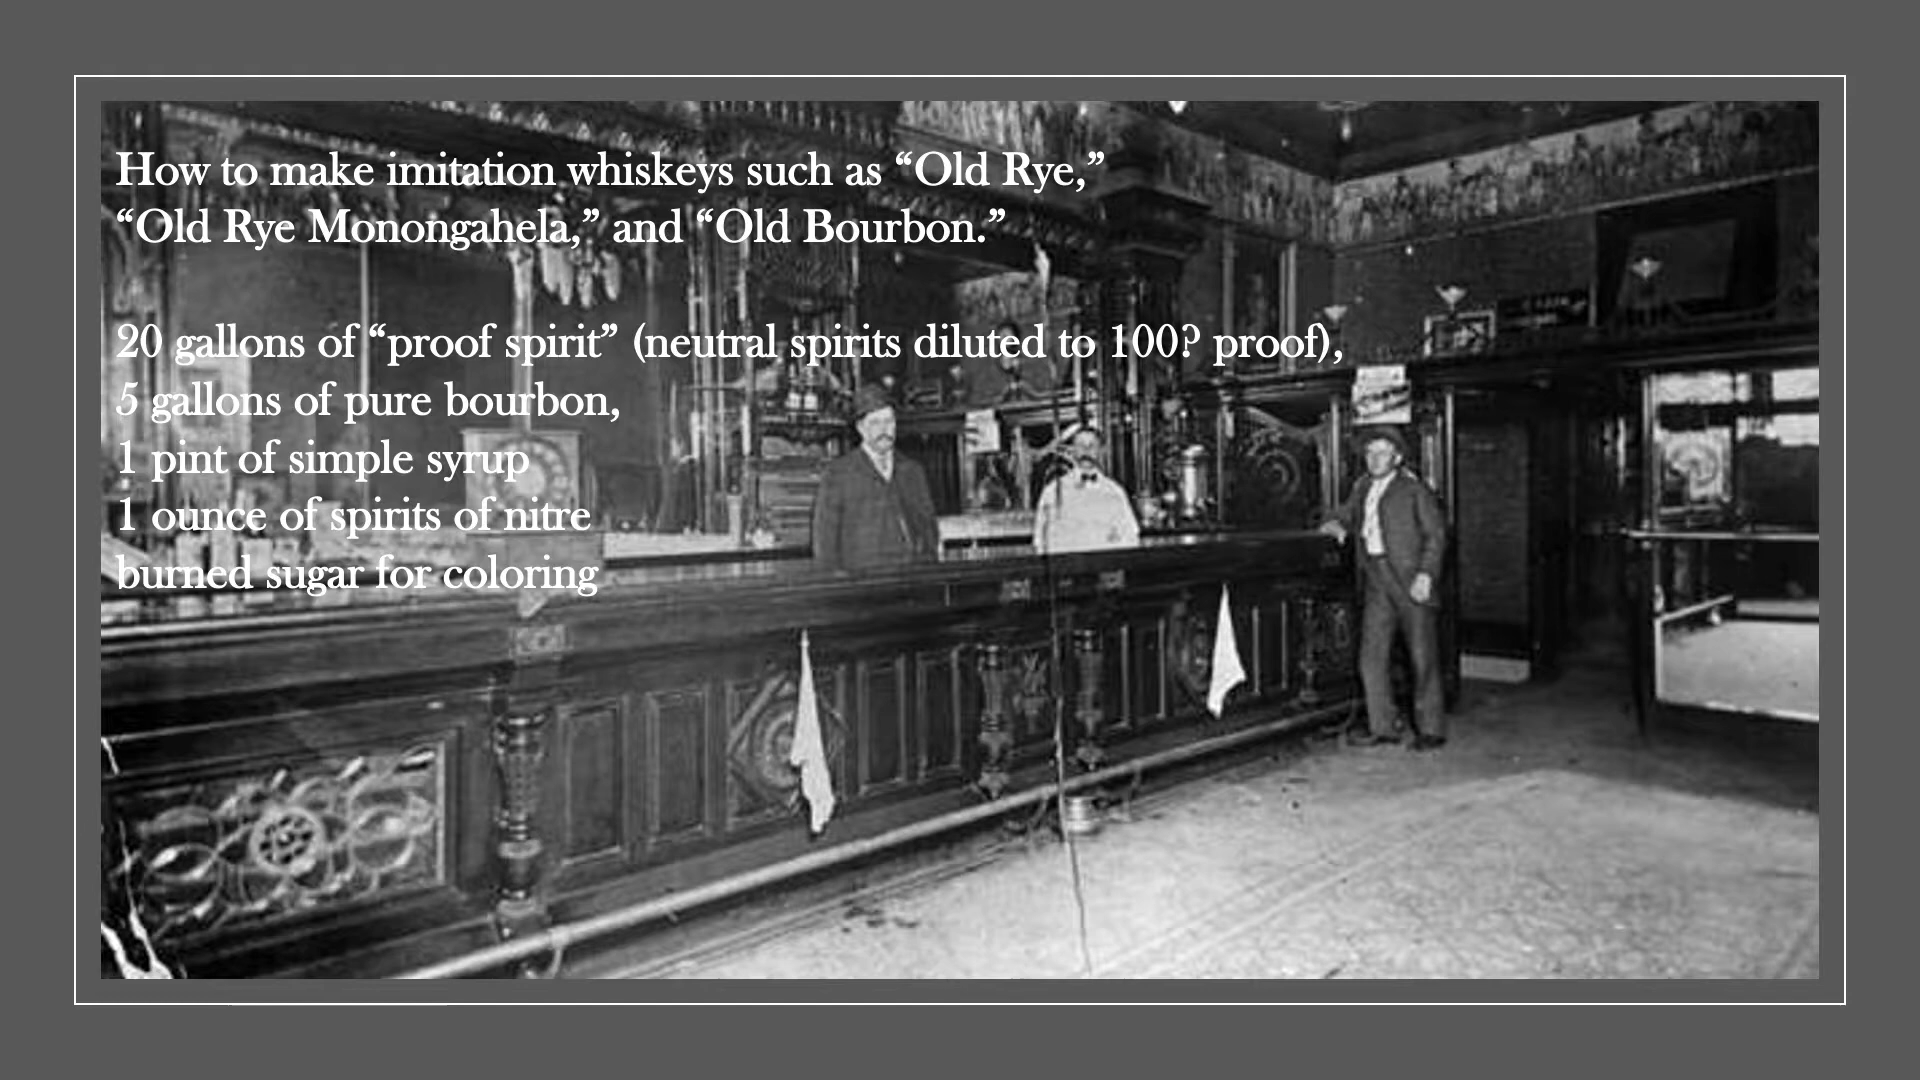 How to make imitation whiskeys such as “Old Rye,”
“Old Rye Monongahela,” and “Old Bourbon.”
20 gallons of “proof spirit” (neutral spirits diluted to 100? proof),
5 gallons of pure bourbon,
1 pint of simple syrup
1 ounce of spirits of nitre
burned sugar for coloring